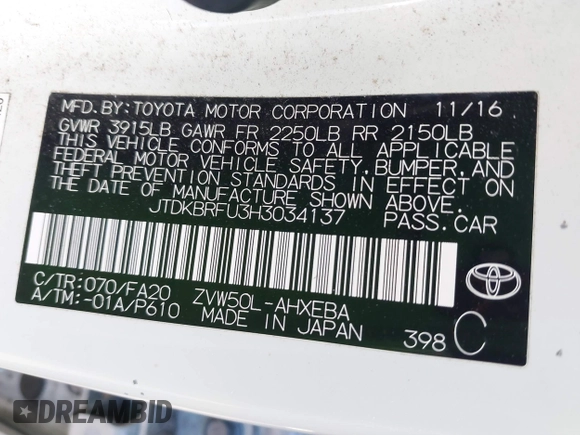 MFD.BY:TOYOTA MOTOR CORPORATION 11/16
GVWR 3915LB GAWR FR 2250LB RR 2150LB
THIS VEHICLE CONFORMS TO ALL APPLICABLE
FEDERAL MOTOR VEHICLE SAFETY,BUMPER,AND
THEFT PREVENTION STANDARDS IN EFFECT ON
THE DATE OF MANUFACTURE SHOWN ABOVE.
JTDKBRFU3H3034137 PASS.CAR
C/TR:070/FA20 ZVW50L-AHXEBA
A/TM:-01A/P610 MADE IN JAPAN
TOYOTA
398 C
DREAMBID